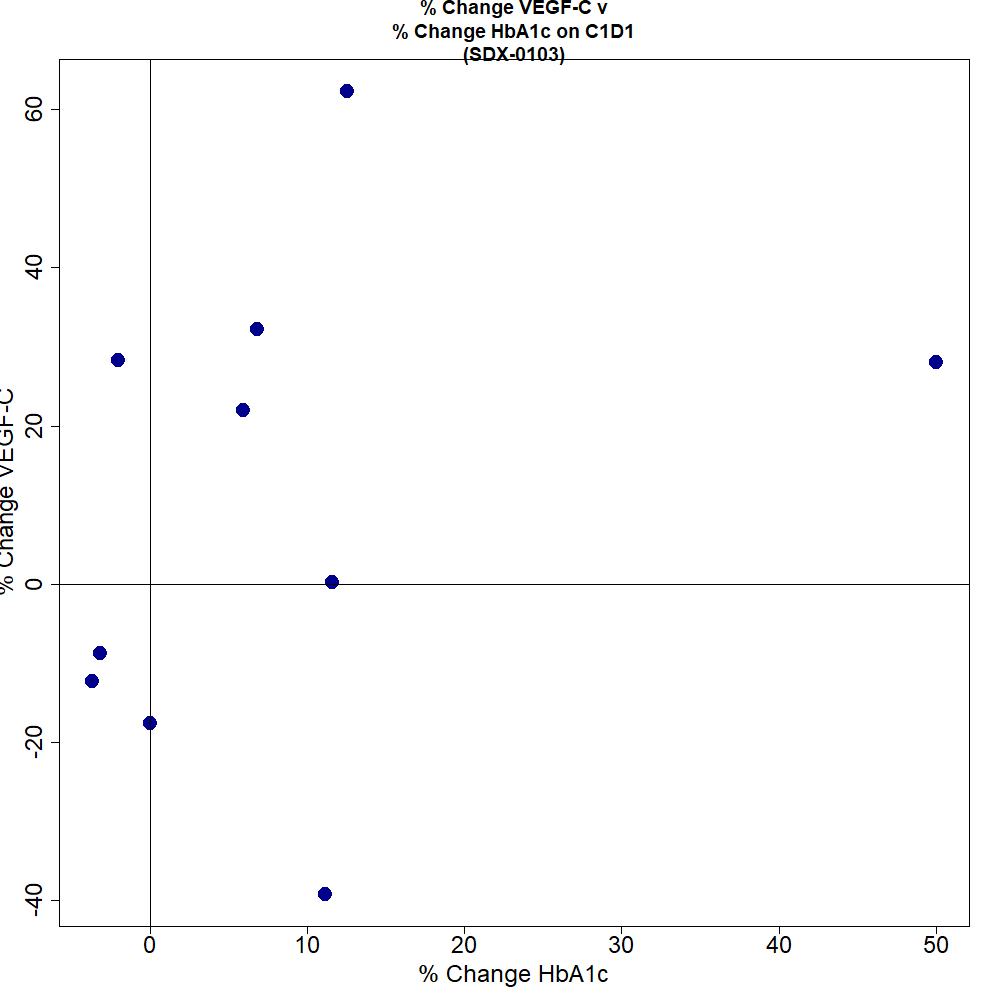 % Change VEGF-C v
% Change HbA1c on C1D1
(SDX-0103)
% Change VEGF-C
60
40
20
0
-20
-40
0 10 20 30 40 50
% Change HbA1c